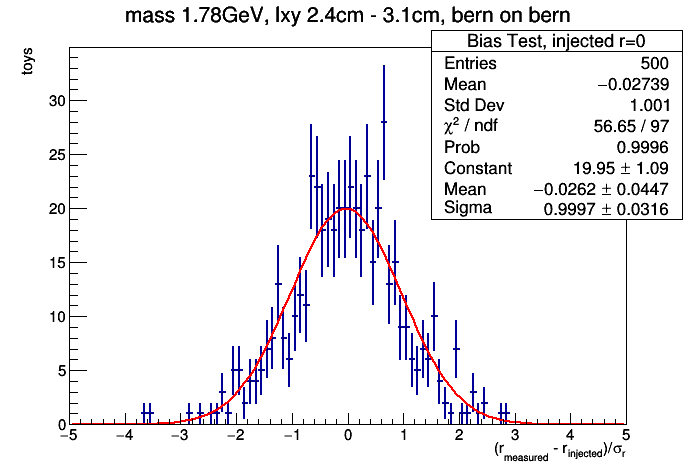 mass 1.78GeV, lxy 2.4cm - 3.1cm, bern on bern
toys
Bias Test, injected r=0
Entries 500
Mean −0.02739
Std Dev 1.001
χ² / ndf 56.65 / 97
Prob 0.9996
Constant 19.95 ± 1.09
Mean −0.0262 ± 0.0447
Sigma 0.9997 ± 0.0316
30
25
20
15
10
5
0
−5 −4 −3 −2 −1 0 1 2 3 4 5
(r_measured - r_injected)/σ_r